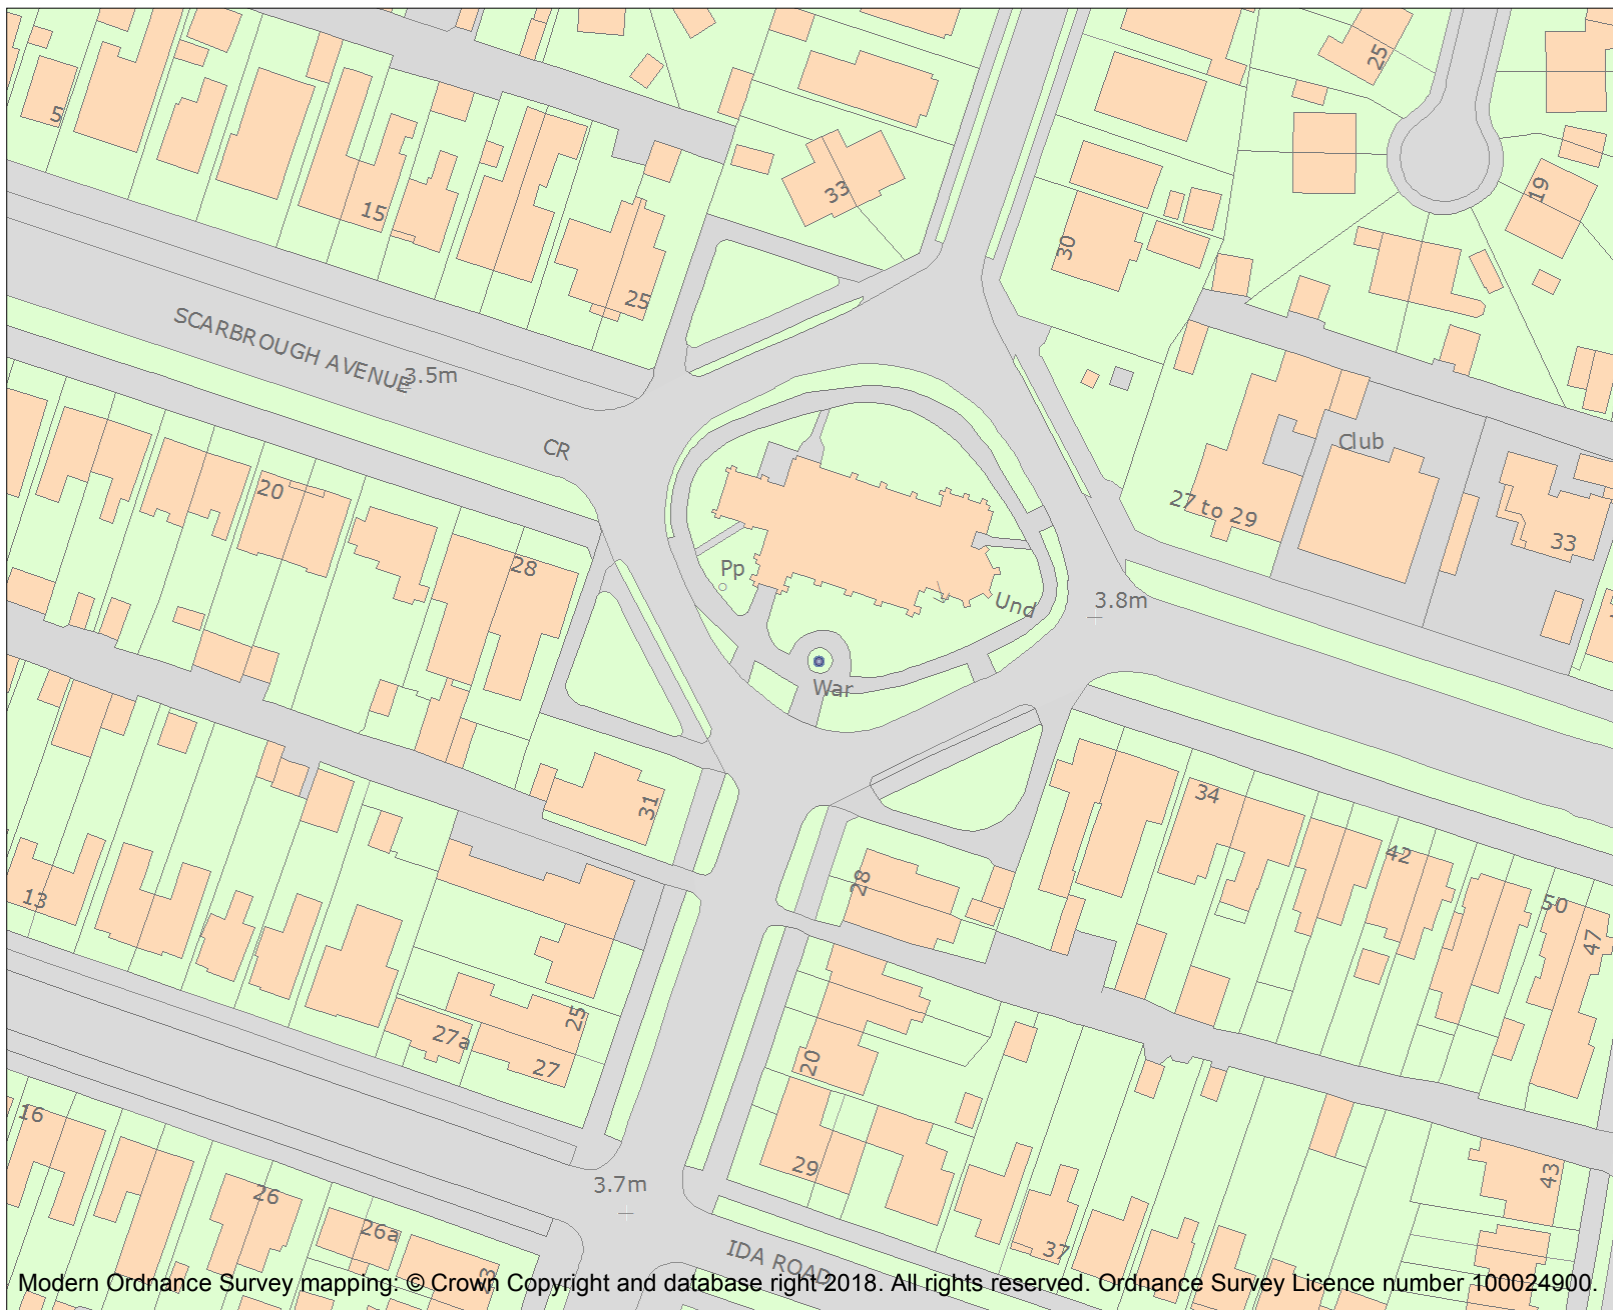 25
5
19
33
15
30
25
SCARBROUGH AVENUE
3.5m
CR
Club
20
27 to 29
33
28
Pp
Und
3.8m
War
31
34
42
28
13
50
47
25
27a
27
20
16
29
43
3.7m
26
26a
37
IDA ROAD
Modern Ordnance Survey mapping: © Crown Copyright and database right 2018. All rights reserved. Ordnance Survey Licence number 100024900.